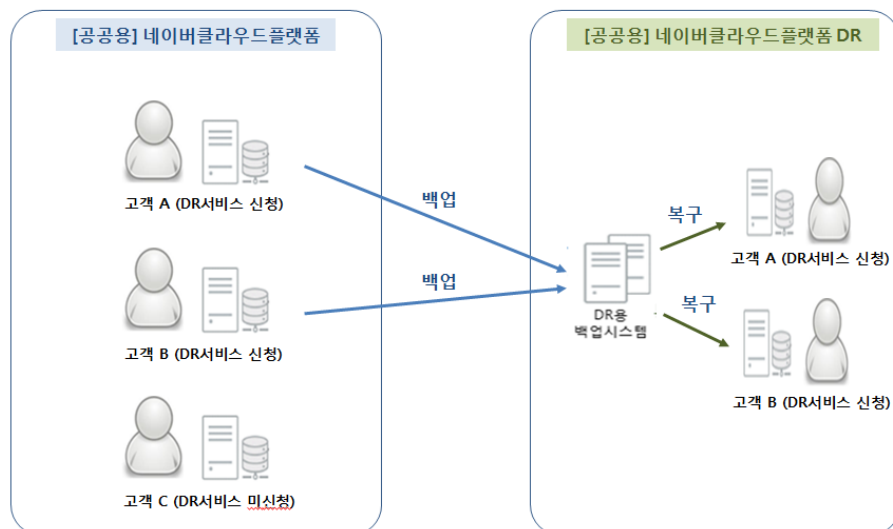 [공공용] 네이버클라우드플랫폼
[공공용] 네이버클라우드플랫폼 DR
고객 A (DR서비스 신청)
백업
복구
고객 A (DR서비스 신청)
백업
DR용
백업시스템
복구
고객 B (DR서비스 신청)
고객 B (DR서비스 신청)
고객 C (DR서비스 미신청)